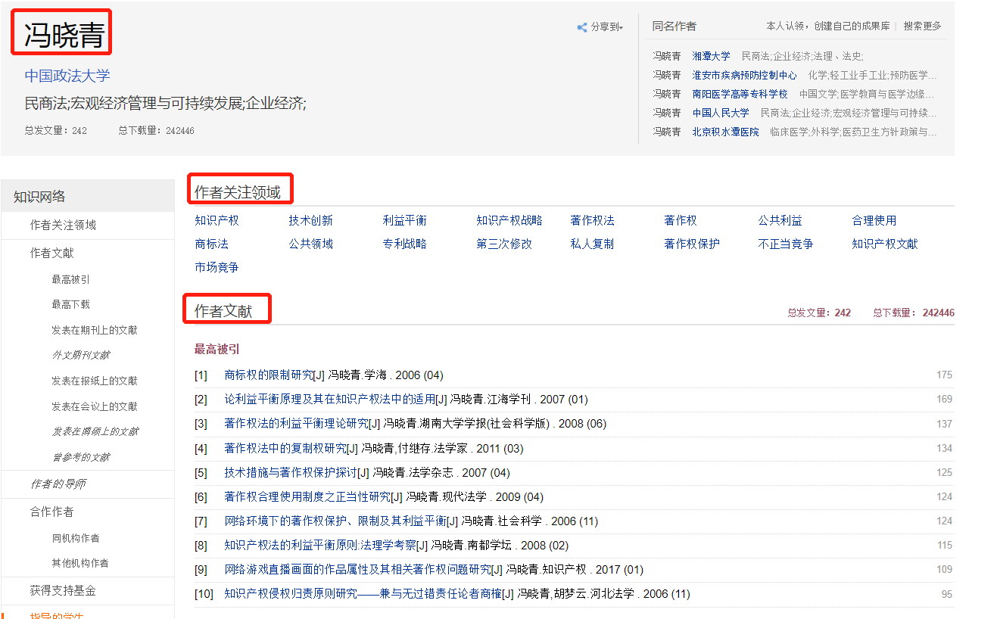 冯晓青
分享到
中国政法大学
民商法;宏观经济管理与可持续发展;企业经济;
总发文量：242 总下载量：242446
同名作者 本人认领，创建自己的成果库 | 搜索更多
冯晓青 湘潭大学 民商法;企业经济;法理、法史;
冯晓青 淮安市疾病预防控制中心 化学;轻工业手工业;预防医学...
冯晓青 南阳医学高等专科学校 中国文学;医学教育与医学边缘...
冯晓青 中国人民大学 民商法;企业经济;宏观经济管理与可持续...
冯晓青 北京积水潭医院 临床医学;外科学;医药卫生方针政策与...
知识网络
作者关注领域
作者文献
最高被引
最高下载
发表在期刊上的文献
外文期刊文献
发表在报纸上的文献
发表在会议上的文献
发表在博硕上的文献
曾参考的文献
作者的导师
合作作者
同机构作者
其他机构作者
获得支持基金
指导的学生
作者关注领域
知识产权 技术创新 利益平衡 知识产权战略 著作权法 著作权 公共利益 合理使用
商标法 公共领域 专利战略 第三次修改 私人复制 著作权保护 不正当竞争 知识产权文献
市场竞争
作者文献 总发文量：242 总下载量：242446
最高被引
[1] 商标权的限制研究[J] 冯晓青.学海 . 2006 (04) 175
[2] 论利益平衡原理及其在知识产权法中的适用[J] 冯晓青.江海学刊 . 2007 (01) 169
[3] 著作权法的利益平衡理论研究[J] 冯晓青.湖南大学学报(社会科学版) . 2008 (06) 137
[4] 著作权法中的复制权研究[J] 冯晓青,付继存.法学家 . 2011 (03) 134
[5] 技术措施与著作权保护探讨[J] 冯晓青.法学杂志 . 2007 (04) 125
[6] 著作权合理使用制度之正当性研究[J] 冯晓青.现代法学 . 2009 (04) 124
[7] 网络环境下的著作权保护、限制及其利益平衡[J] 冯晓青.社会科学 . 2006 (11) 124
[8] 知识产权法的利益平衡原则:法理学考察[J] 冯晓青.南都学坛 . 2008 (02) 115
[9] 网络游戏直播画面的作品属性及其相关著作权问题研究[J] 冯晓青.知识产权 . 2017 (01) 109
[10] 知识产权侵权归责原则研究——兼与无过错责任论者商榷[J] 冯晓青,胡梦云.河北法学 . 2006 (11) 95